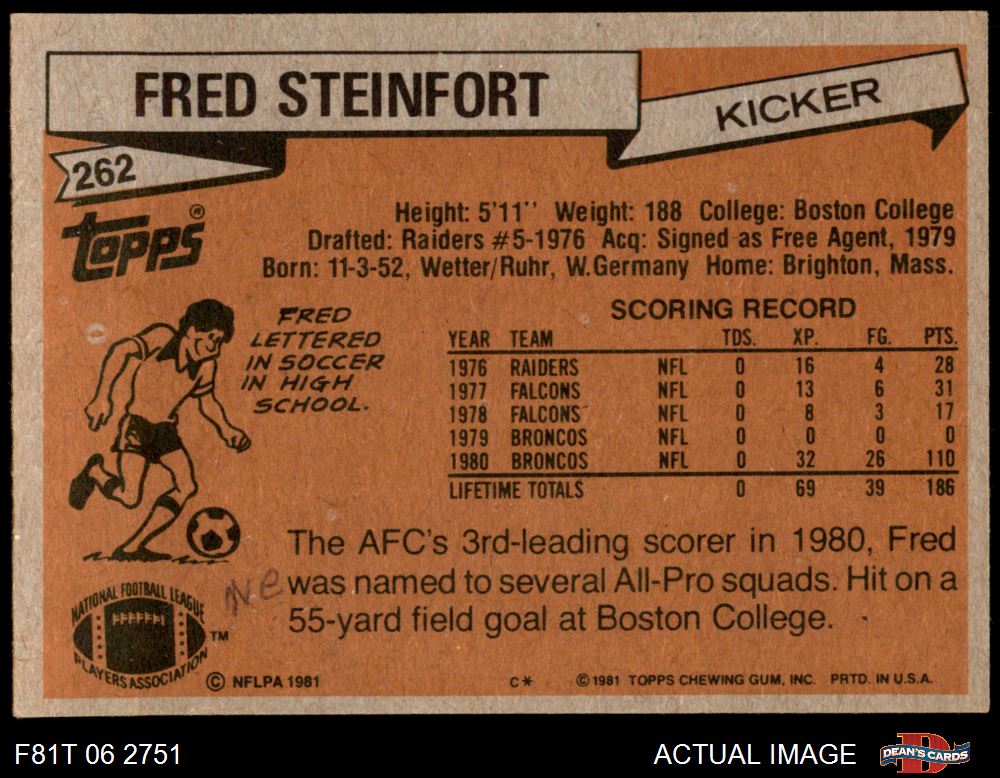 FRED STEINFORT
KICKER
262
Topps®
Height: 5'11'' Weight: 188 College: Boston College
Drafted: Raiders #5-1976 Acq: Signed as Free Agent, 1979
Born: 11-3-52, Wetter/Ruhr, W.Germany Home: Brighton, Mass.
FRED
LETTERED
IN SOCCER
IN HIGH
SCHOOL.
SCORING RECORD
YEAR TEAM TDS. XP. FG. PTS.
1976 RAIDERS NFL 0 16 4 28
1977 FALCONS NFL 0 13 6 31
1978 FALCONS NFL 0 8 3 17
1979 BRONCOS NFL 0 0 0 0
1980 BRONCOS NFL 0 32 26 110
LIFETIME TOTALS 0 69 39 186
The AFC's 3rd-leading scorer in 1980, Fred
was named to several All-Pro squads. Hit on a
55-yard field goal at Boston College.
Ne
NATIONAL FOOTBALL LEAGUE
PLAYERS ASSOCIATION
TM
© NFLPA 1981
C* © 1981 TOPPS CHEWING GUM, INC. PRTD. IN U.S.A.
F81T 06 2751
ACTUAL IMAGE
DEAN'S CARDS